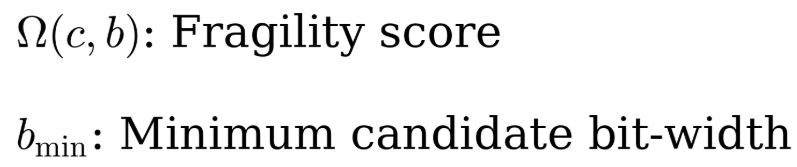 Ω(c, b): Fragility score
b_min: Minimum candidate bit-width